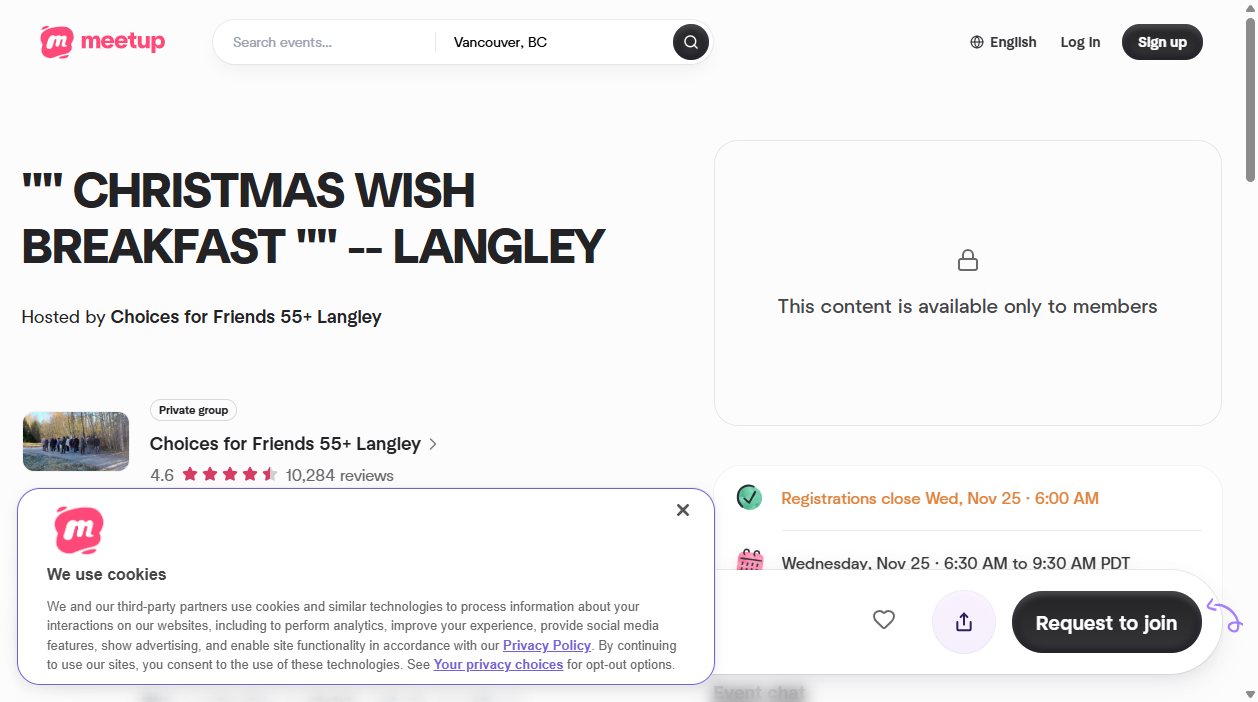 meetup
Search events...
Vancouver, BC
English
Log in
Sign up
"" CHRISTMAS WISH
BREAKFAST "" -- LANGLEY
Hosted by Choices for Friends 55+ Langley
Private group
Choices for Friends 55+ Langley
4.6
10,284 reviews
This content is available only to members
Registrations close Wed, Nov 25 · 6:00 AM
Wednesday, Nov 25 · 6:30 AM to 9:30 AM PDT
m
We use cookies
We and our third-party partners use cookies and similar technologies to process information about your
interactions on our websites, including to perform analytics, improve your experience, provide social media
features, show advertising, and enable site functionality in accordance with our Privacy Policy. By continuing
to use our sites, you consent to the use of these technologies. See Your privacy choices for opt-out options.
Request to join
Event chat